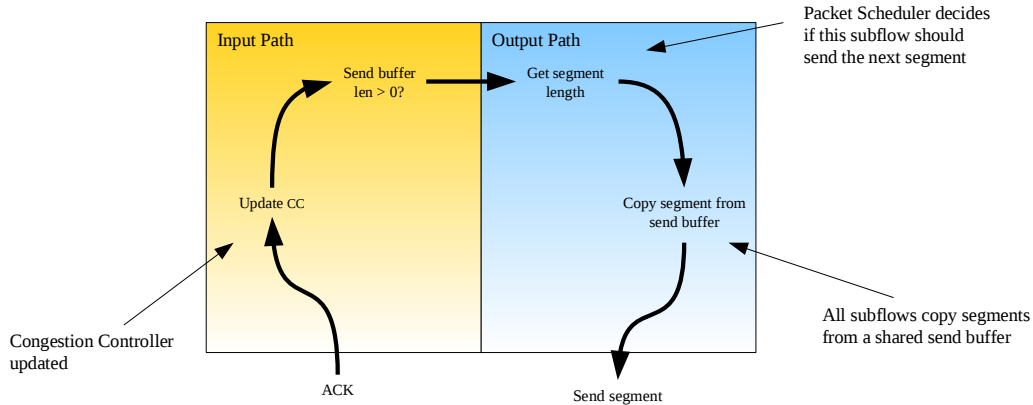 Packet Scheduler decides
if this subflow should
send the next segment
Input Path
Output Path
Send buffer
len > 0?
Get segment
length
Update CC
Copy segment from
send buffer
Congestion Controller
updated
All subflows copy segments
from a shared send buffer
ACK
Send segment